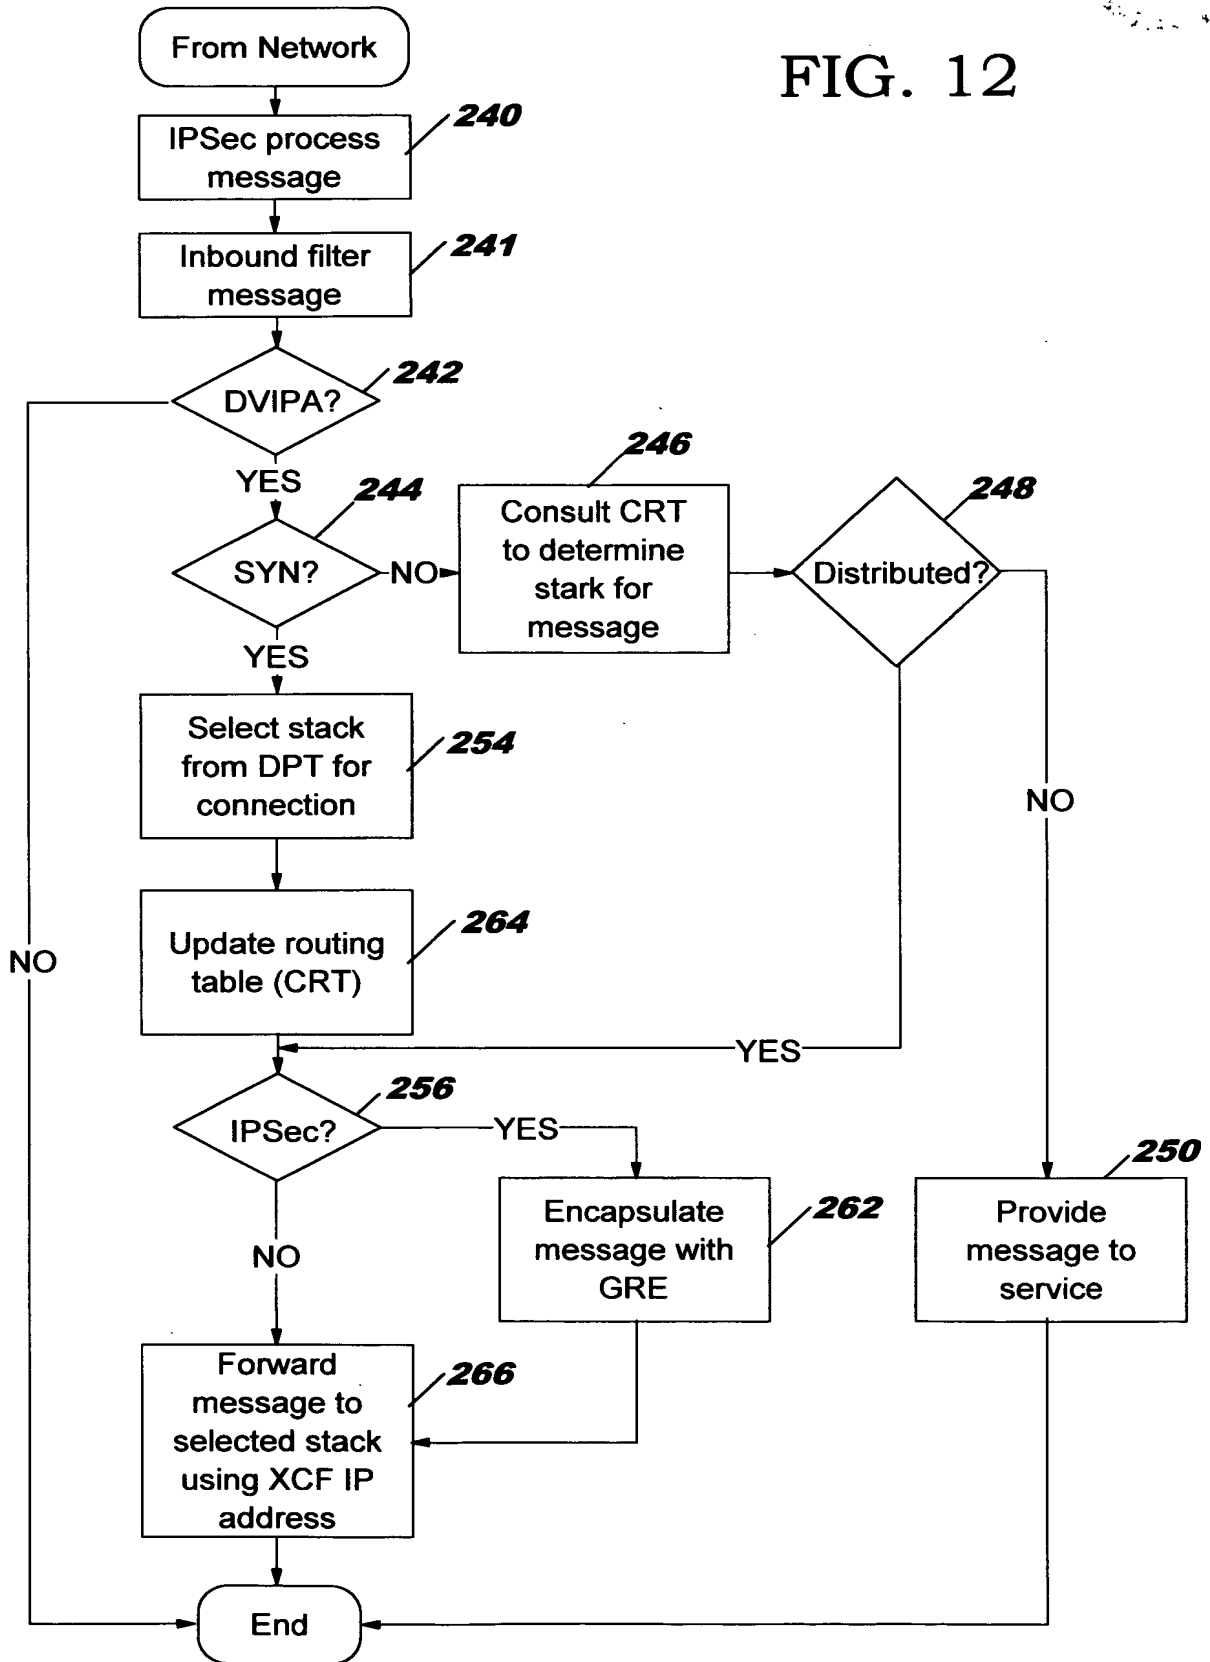 FIG. 12
From Network
240
IPSec process
message
241
Inbound filter
message
242
DVIPA?
YES
NO
244
SYN?
NO
YES
246
Consult CRT
to determine
stark for
message
248
Distributed?
NO
YES
254
Select stack
from DPT for
connection
264
Update routing
table (CRT)
256
IPSec?
YES
NO
262
Encapsulate
message with
GRE
250
Provide
message to
service
266
Forward
message to
selected stack
using XCF IP
address
End